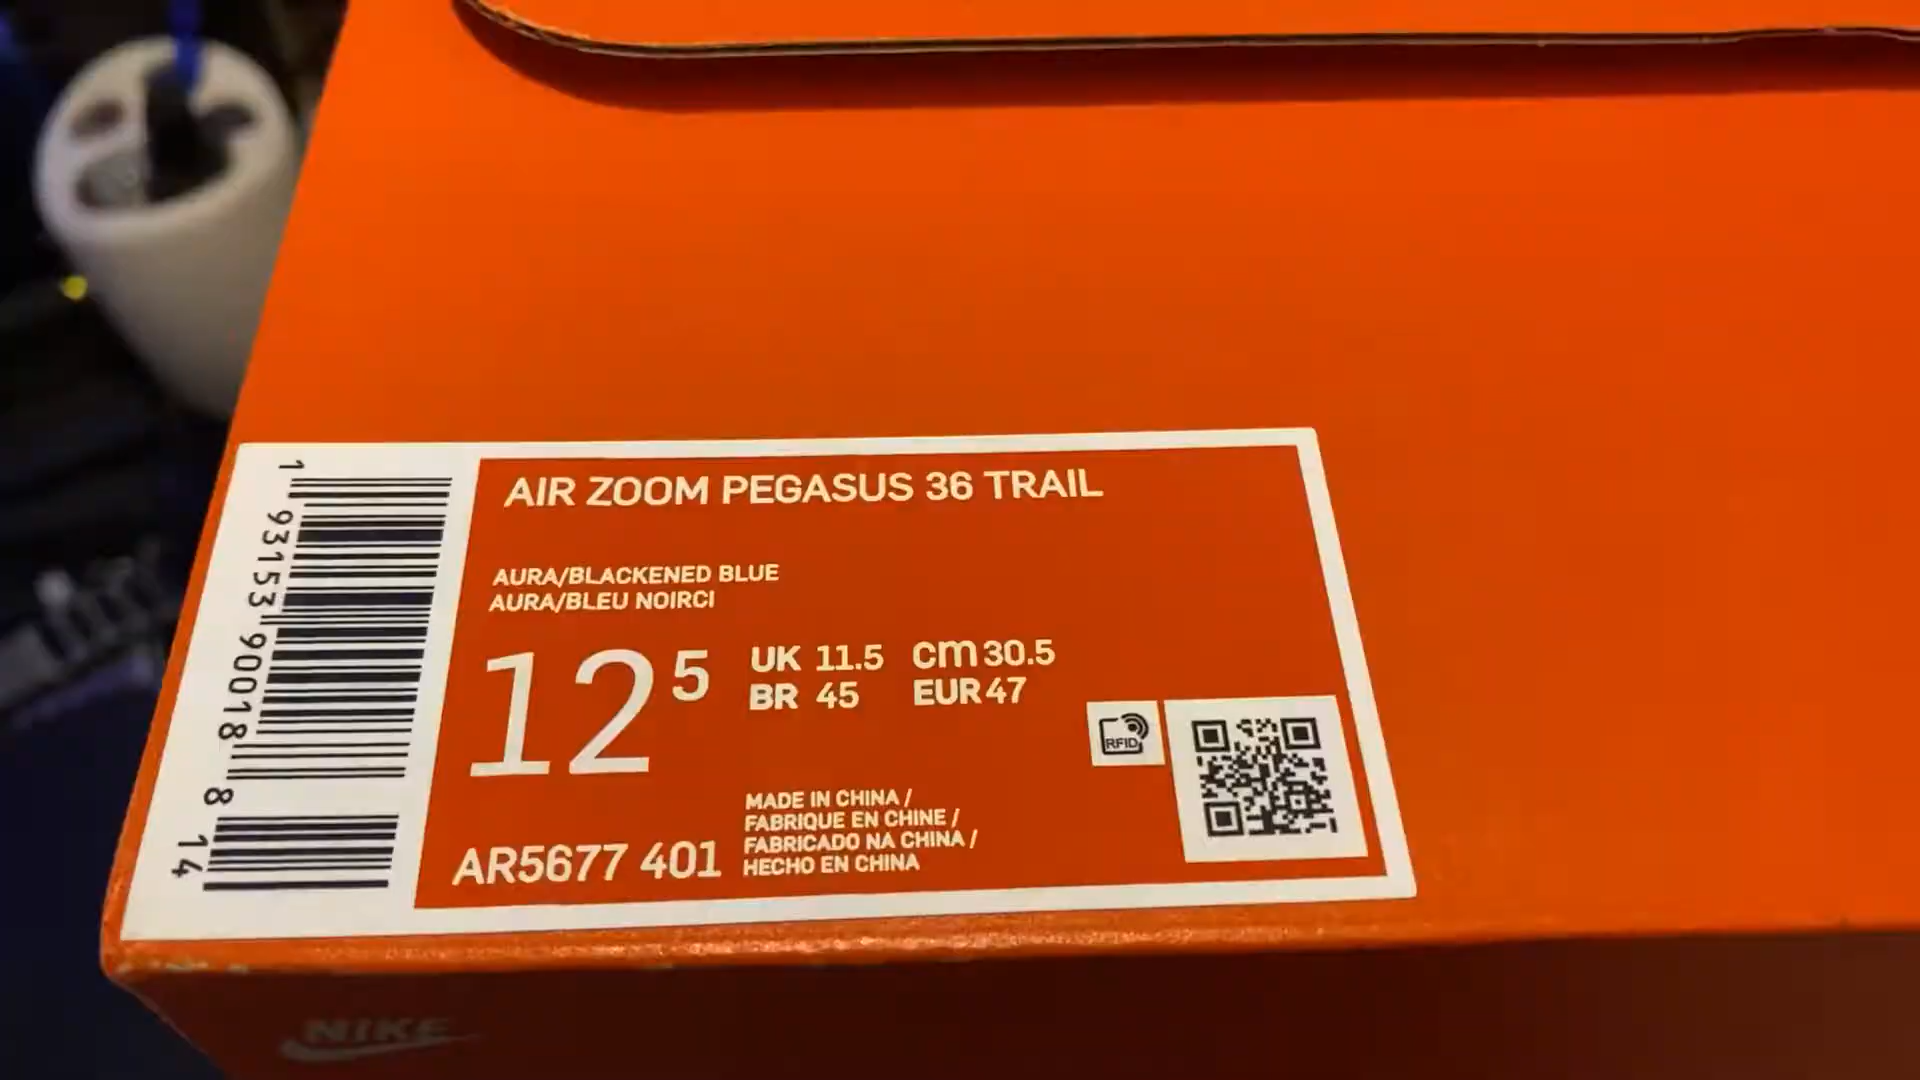 AIR ZOOM PEGASUS 36 TRAIL
AURA/BLACKENED BLUE
AURA/BLEU NOIRCI
12 5
UK 11.5 cm 30.5
BR 45 EUR 47
RFID
AR5677 401
MADE IN CHINA /
FABRIQUE EN CHINE /
FABRICADO NA CHINA /
HECHO EN CHINA
1 93153 90018 8 14
NIKE